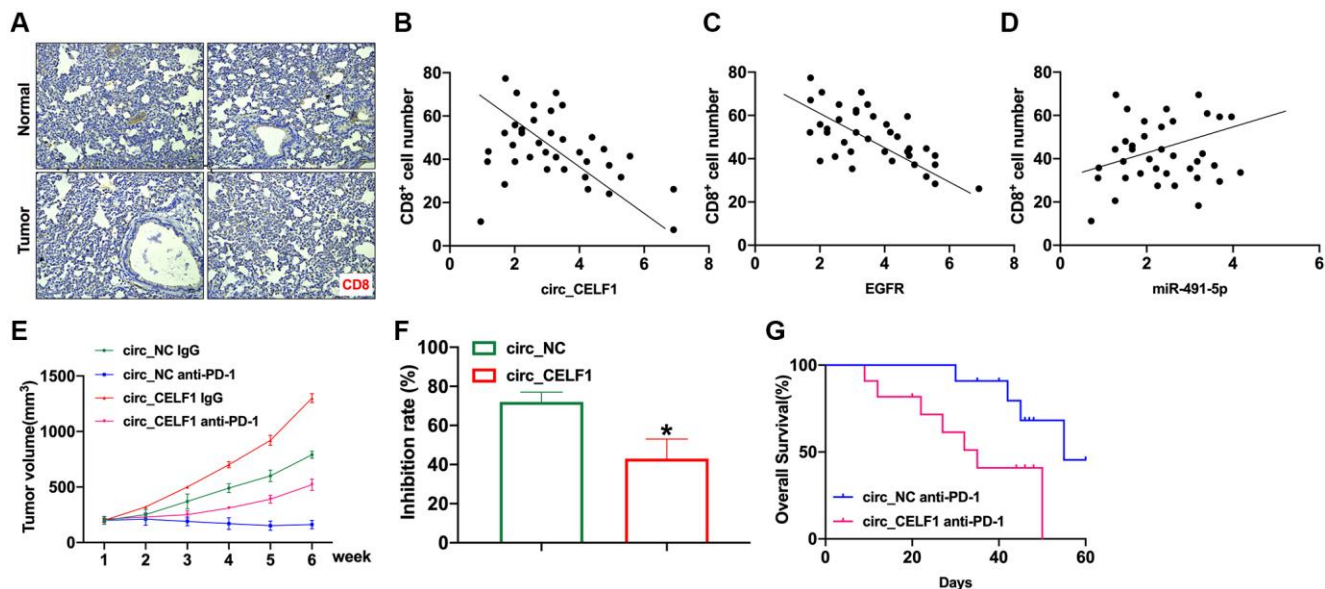 A
Normal
Tumor
CD8
B
CD8⁺ cell number
80
60
40
20
0
0 2 4 6 8
circ_CELF1
C
CD8⁺ cell number
80
60
40
20
0
0 2 4 6 8
EGFR
D
CD8⁺ cell number
80
60
40
20
0
0 2 4 6
miR-491-5p
E
circ_NC IgG
circ_NC anti-PD-1
circ_CELF1 IgG
circ_CELF1 anti-PD-1
Tumor volume(mm³)
1500
1000
500
0
1 2 3 4 5 6 week
F
circ_NC
circ_CELF1
Inhibition rate (%)
100
80
60
40
20
0
*
G
Overall Survival(%)
100
50
0
circ_NC anti-PD-1
circ_CELF1 anti-PD-1
0 20 40 60
Days